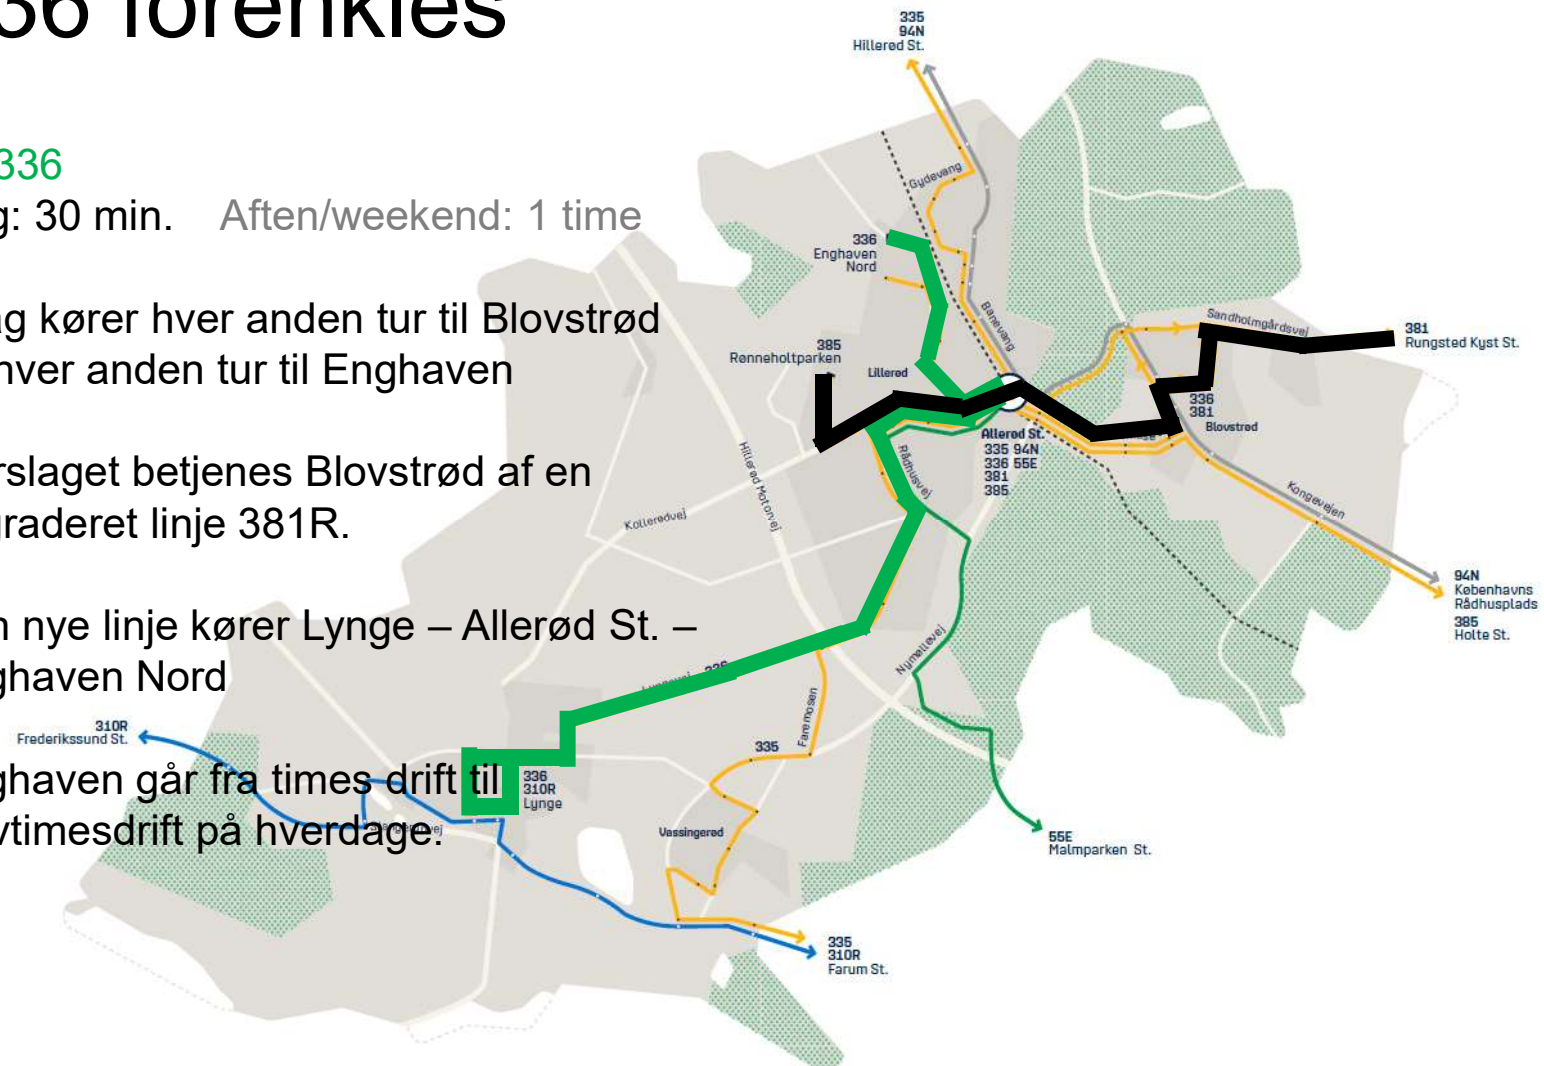 36 forenkles
336
g: 30 min. Aften/weekend: 1 time
ag kører hver anden tur til Blovstrød
hver anden tur til Enghaven
rslaget betjenes Blovstrød af en
graderet linje 381R.
n nye linje kører Lynge – Allerød St. –
ghaven Nord
ghaven går fra times drift til
vtimesdrift på hverdage.
335
94N
Hillerød St.
Gydevang
336
Enghaven
Nord
Banevang
385
Rønneholtparken
Lillerød
Sandholmgårdsvej
381
Rungsted Kyst St.
336
381
Blovstrød
Allerød St.
335 94N
336 55E
381
385
Rådhusvej
Hillerød Motorvej
Kollerødvej
Kongevejen
94N
Københavns
Rådhusplads
385
Holte St.
Nymøllevej
336
Faremosen
335
310R
Frederikssund St.
336
310R
Lynge
Vassingerød
55E
Malmparken St.
335
310R
Farum St.